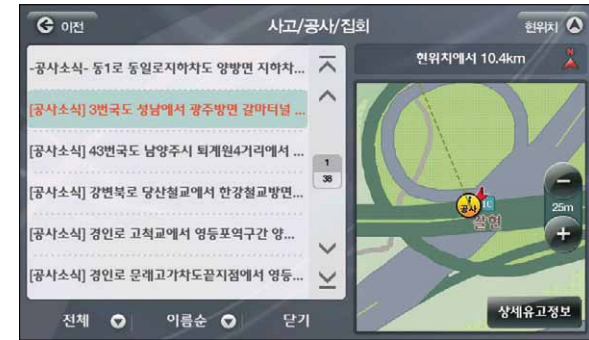 이전
사고/공사/집회
현위치
-공사소식- 동1로 동일로지하차도 양방면 지하차...
[공사소식] 3번국도 성남에서 광주방면 갈마터널 ...
[공사소식] 43번국도 남양주시 퇴계원4거리에서 ...
[공사소식] 강변북로 당산철교에서 한강철교방면...
[공사소식] 경인로 고척교에서 영등포역구간 양...
[공사소식] 경인로 문래고가차도끝지점에서 영등...
1
38
전체
이름순
닫기
현위치에서 10.4km
N
공사
IC
갈현
25m
상세유고정보